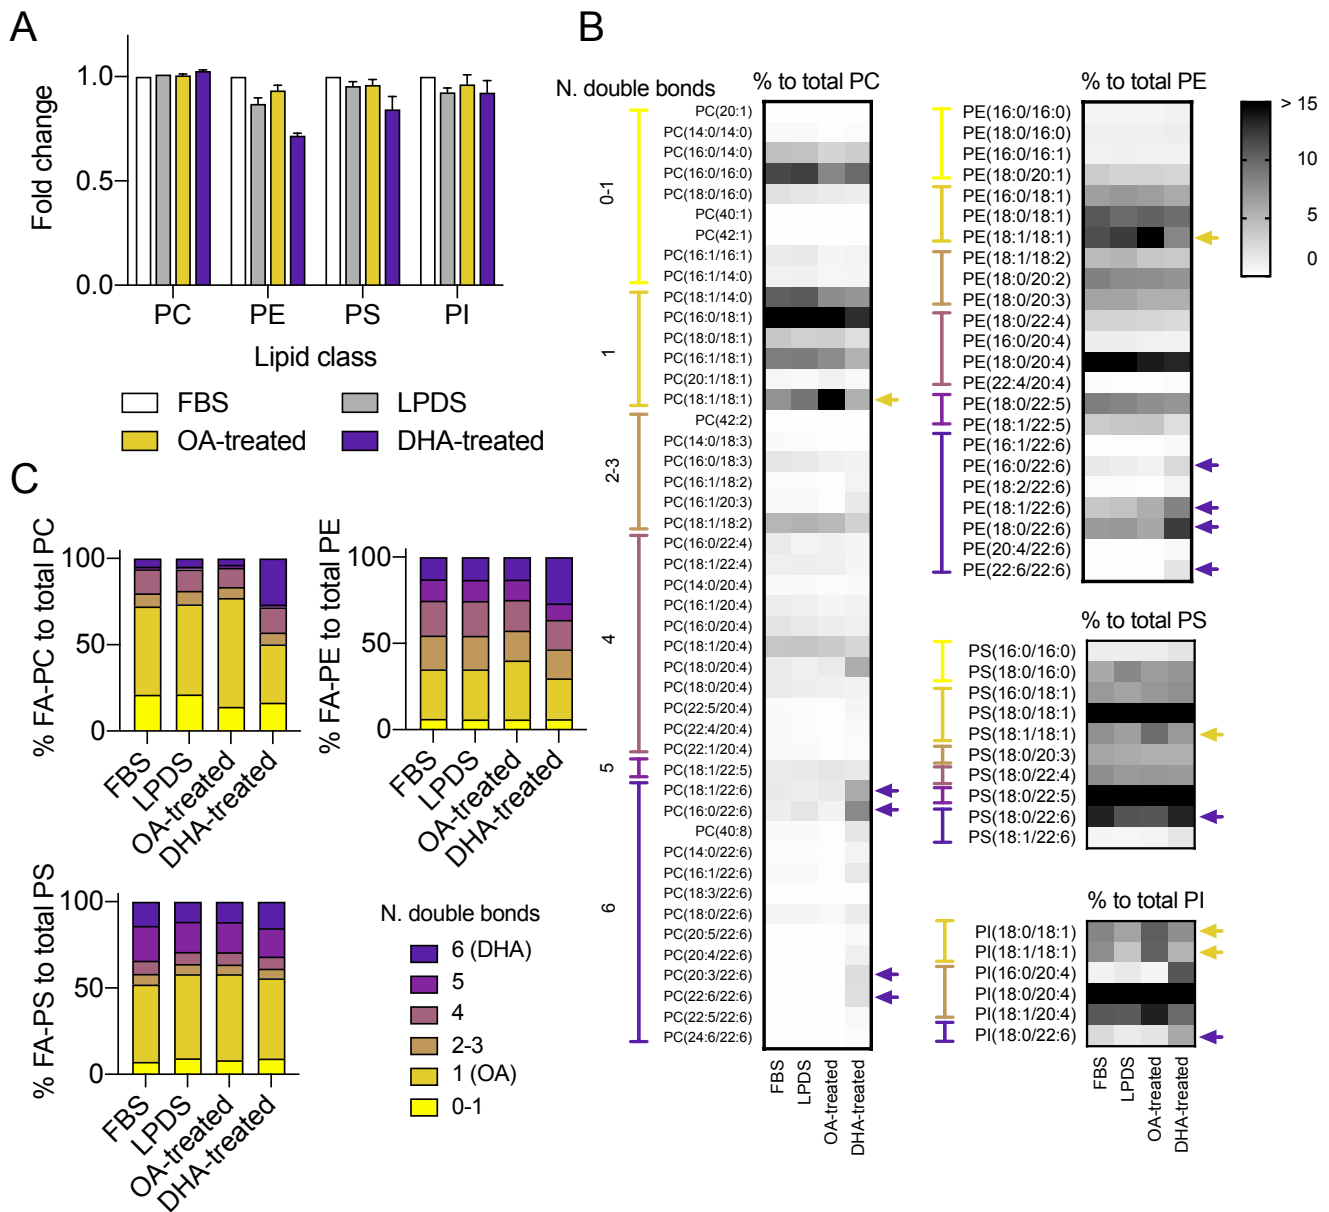 A
Fold change
1.0
0.5
0.0
PC PE PS PI
Lipid class
FBS LPDS
OA-treated DHA-treated
B
N. double bonds
% to total PC
0-1
1
2-3
4
5
6
PC(20:1)
PC(14:0/14:0)
PC(16:0/14:0)
PC(16:0/16:0)
PC(18:0/16:0)
PC(40:1)
PC(42:1)
PC(16:1/16:1)
PC(16:1/14:0)
PC(18:1/14:0)
PC(16:0/18:1)
PC(18:0/18:1)
PC(16:1/18:1)
PC(20:1/18:1)
PC(18:1/18:1)
PC(42:2)
PC(14:0/18:3)
PC(16:0/18:3)
PC(16:1/18:2)
PC(16:1/20:3)
PC(18:1/18:2)
PC(16:0/22:4)
PC(18:1/22:4)
PC(14:0/20:4)
PC(16:1/20:4)
PC(16:0/20:4)
PC(18:1/20:4)
PC(18:0/20:4)
PC(18:0/20:4)
PC(22:5/20:4)
PC(22:4/20:4)
PC(22:1/20:4)
PC(18:1/22:5)
PC(18:1/22:6)
PC(16:0/22:6)
PC(40:8)
PC(14:0/22:6)
PC(16:1/22:6)
PC(18:3/22:6)
PC(18:0/22:6)
PC(20:5/22:6)
PC(20:4/22:6)
PC(20:3/22:6)
PC(22:6/22:6)
PC(22:5/22:6)
PC(24:6/22:6)
FBS
LPDS
OA-treated
DHA-treated
% to total PE
PE(16:0/16:0)
PE(18:0/16:0)
PE(16:0/16:1)
PE(18:0/20:1)
PE(16:0/18:1)
PE(18:0/18:1)
PE(18:1/18:1)
PE(18:1/18:2)
PE(18:0/20:2)
PE(18:0/20:3)
PE(18:0/22:4)
PE(16:0/20:4)
PE(18:0/20:4)
PE(22:4/20:4)
PE(18:0/22:5)
PE(18:1/22:5)
PE(16:1/22:6)
PE(16:0/22:6)
PE(18:2/22:6)
PE(18:1/22:6)
PE(18:0/22:6)
PE(20:4/22:6)
PE(22:6/22:6)
> 15
10
5
0
% to total PS
PS(16:0/16:0)
PS(18:0/16:0)
PS(16:0/18:1)
PS(18:0/18:1)
PS(18:1/18:1)
PS(18:0/20:3)
PS(18:0/22:4)
PS(18:0/22:5)
PS(18:0/22:6)
PS(18:1/22:6)
% to total PI
PI(18:0/18:1)
PI(18:1/18:1)
PI(16:0/20:4)
PI(18:0/20:4)
PI(18:1/20:4)
PI(18:0/22:6)
FBS
LPDS
OA-treated
DHA-treated
C
% FA-PC to total PC
100
50
0
FBS
LPDS
OA-treated
DHA-treated
% FA-PE to total PE
100
50
0
FBS
LPDS
OA-treated
DHA-treated
% FA-PS to total PS
100
50
0
FBS
LPDS
OA-treated
DHA-treated
N. double bonds
6 (DHA)
5
4
2-3
1 (OA)
0-1